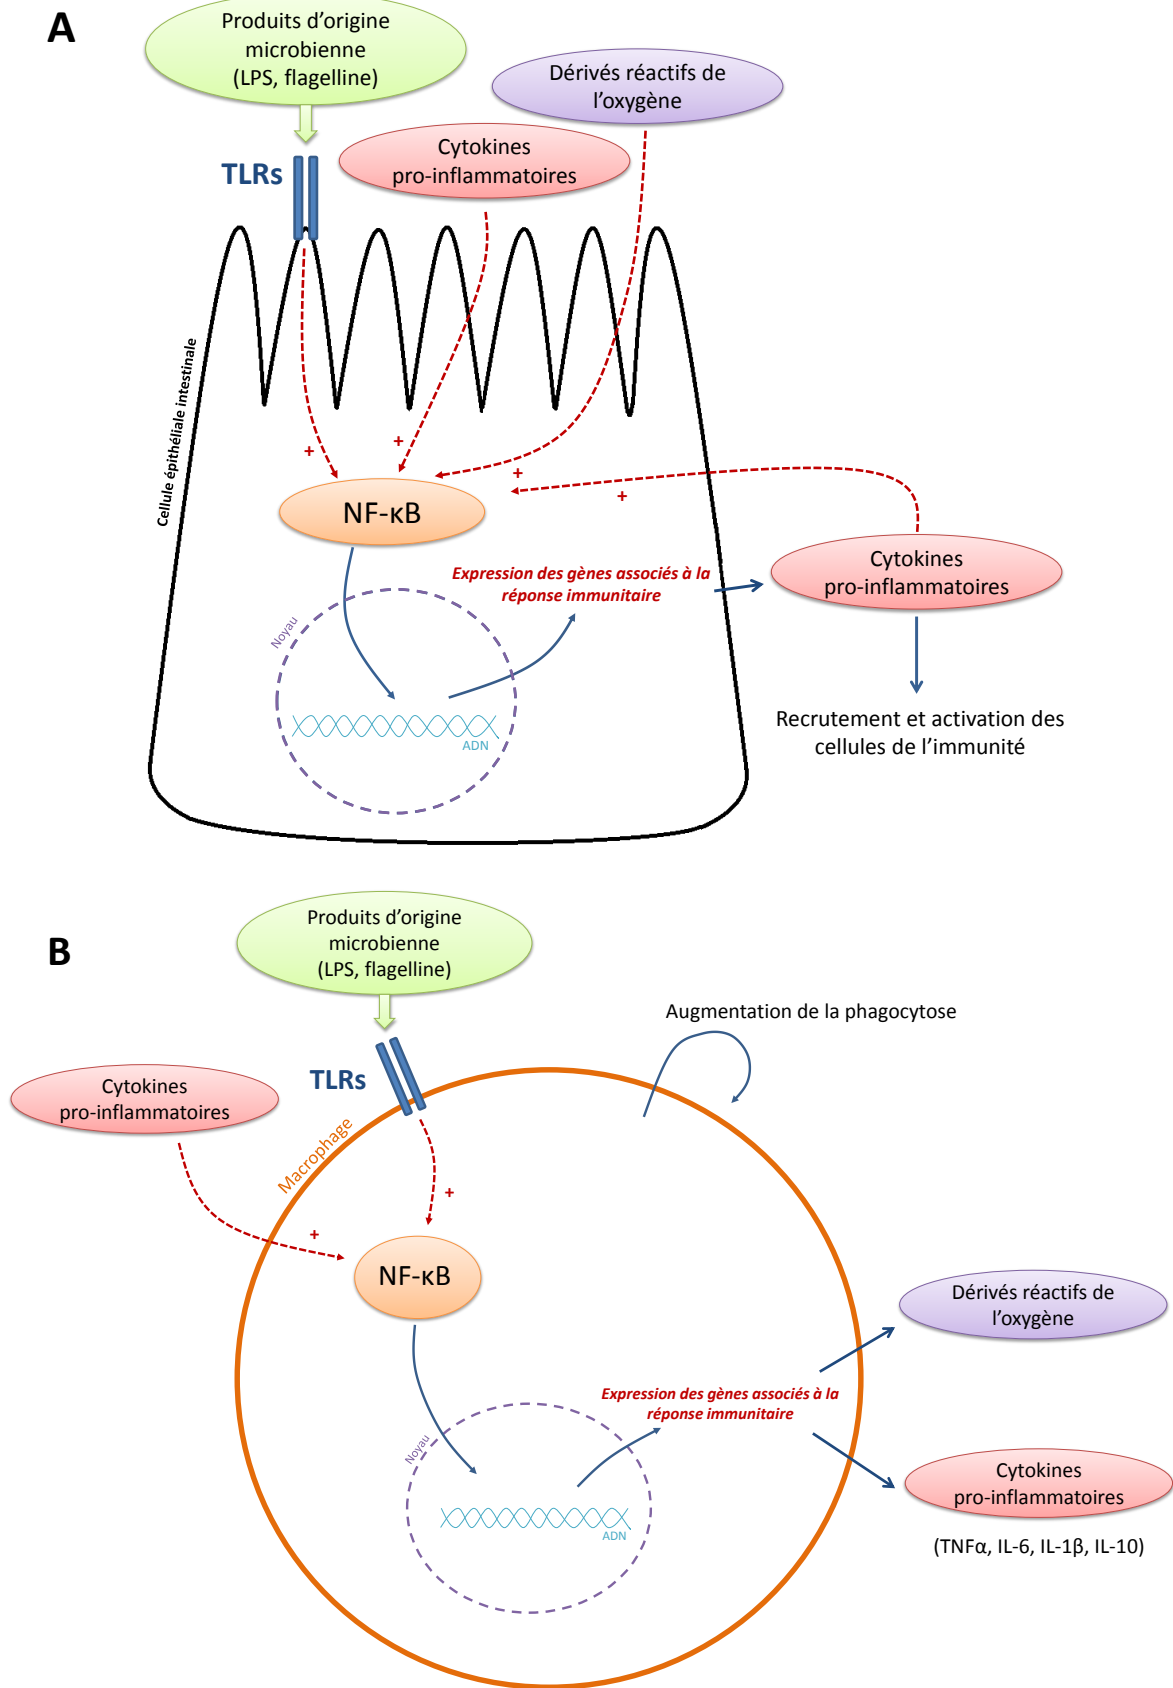 A
Produits d’origine
microbienne
(LPS, flagelline)
Dérivés réactifs de
l’oxygène
Cytokines
pro-inflammatoires
TLRs
Cellule épithéliale intestinale
+
+
+
+
NF-κB
Cytokines
pro-inflammatoires
Expression des gènes associés à la
réponse immunitaire
Noyau
ADN
Recrutement et activation des
cellules de l’immunité
B
Produits d’origine
microbienne
(LPS, flagelline)
Augmentation de la phagocytose
TLRs
Cytokines
pro-inflammatoires
Macrophage
+
+
NF-κB
Dérivés réactifs de
l’oxygène
Expression des gènes associés à la
réponse immunitaire
Noyau
ADN
Cytokines
pro-inflammatoires
(TNFα, IL-6, IL-1β, IL-10)